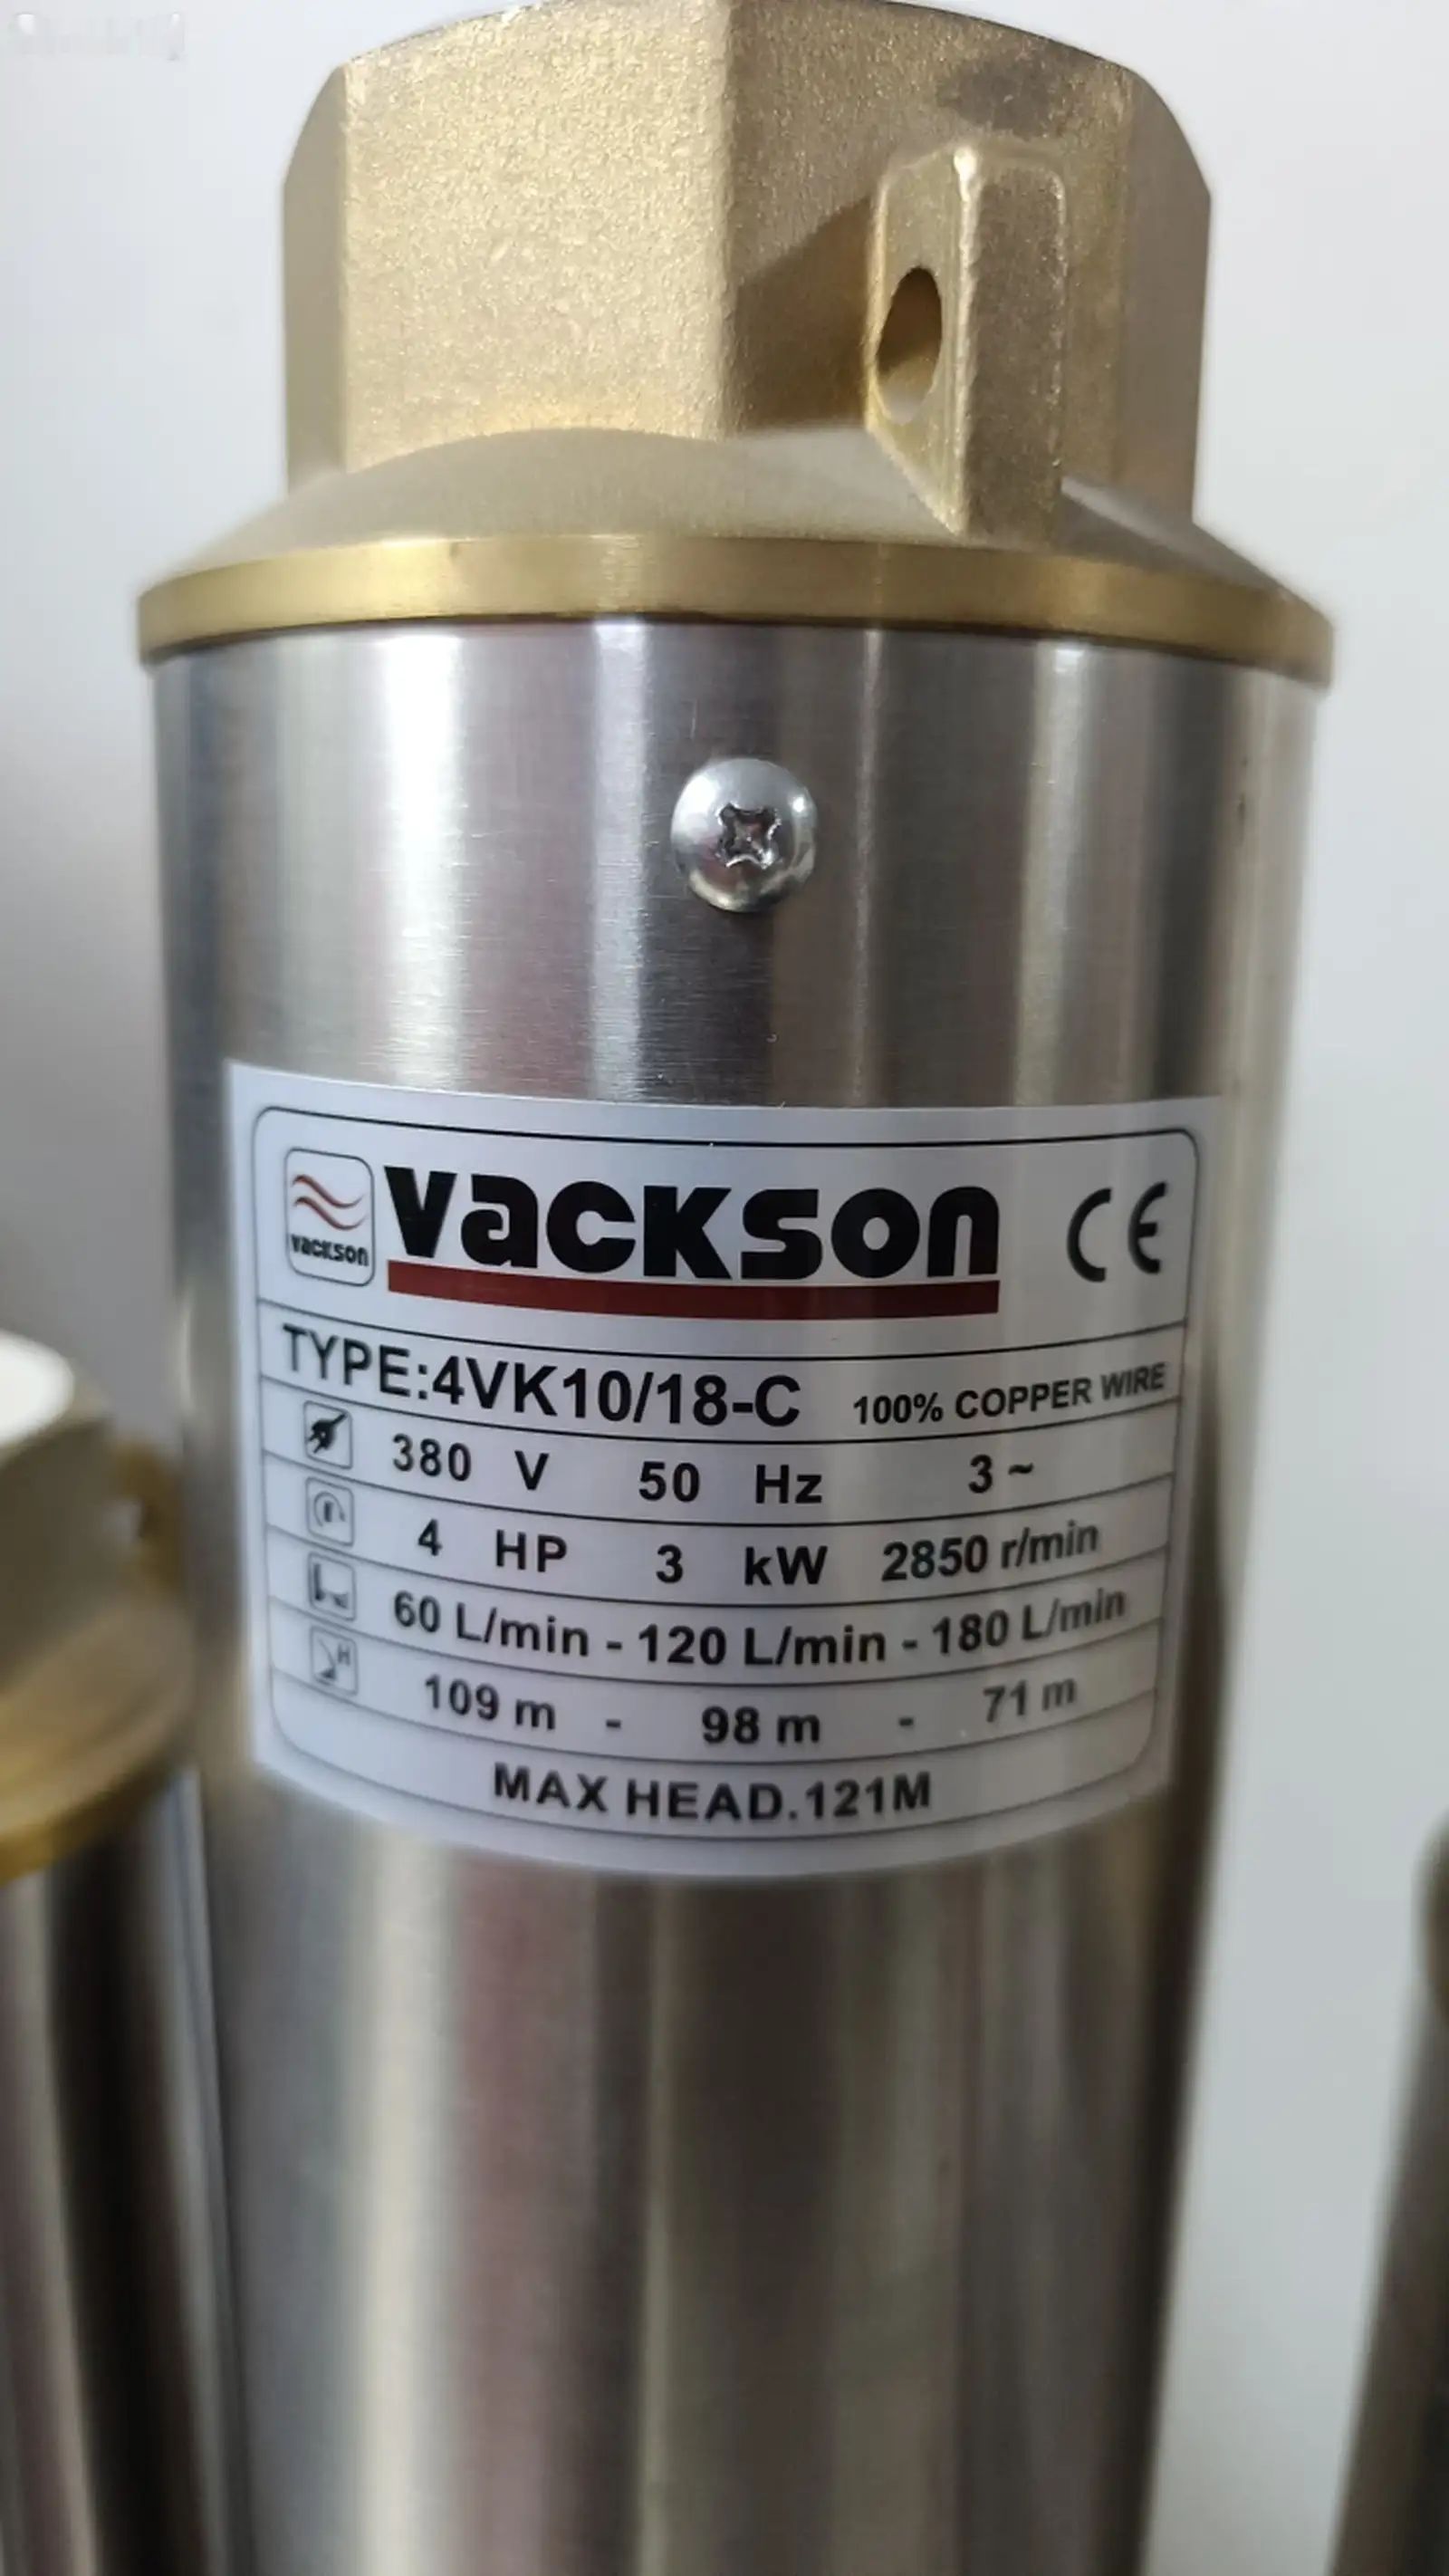 vackson
vackson CE
TYPE:4VK10/18-C 100% COPPER WIRE
380 V 50 Hz 3 ~
4 HP 3 kW 2850 r/min
60 L/min - 120 L/min - 180 L/min
H
109 m - 98 m - 71 m
MAX HEAD.121M